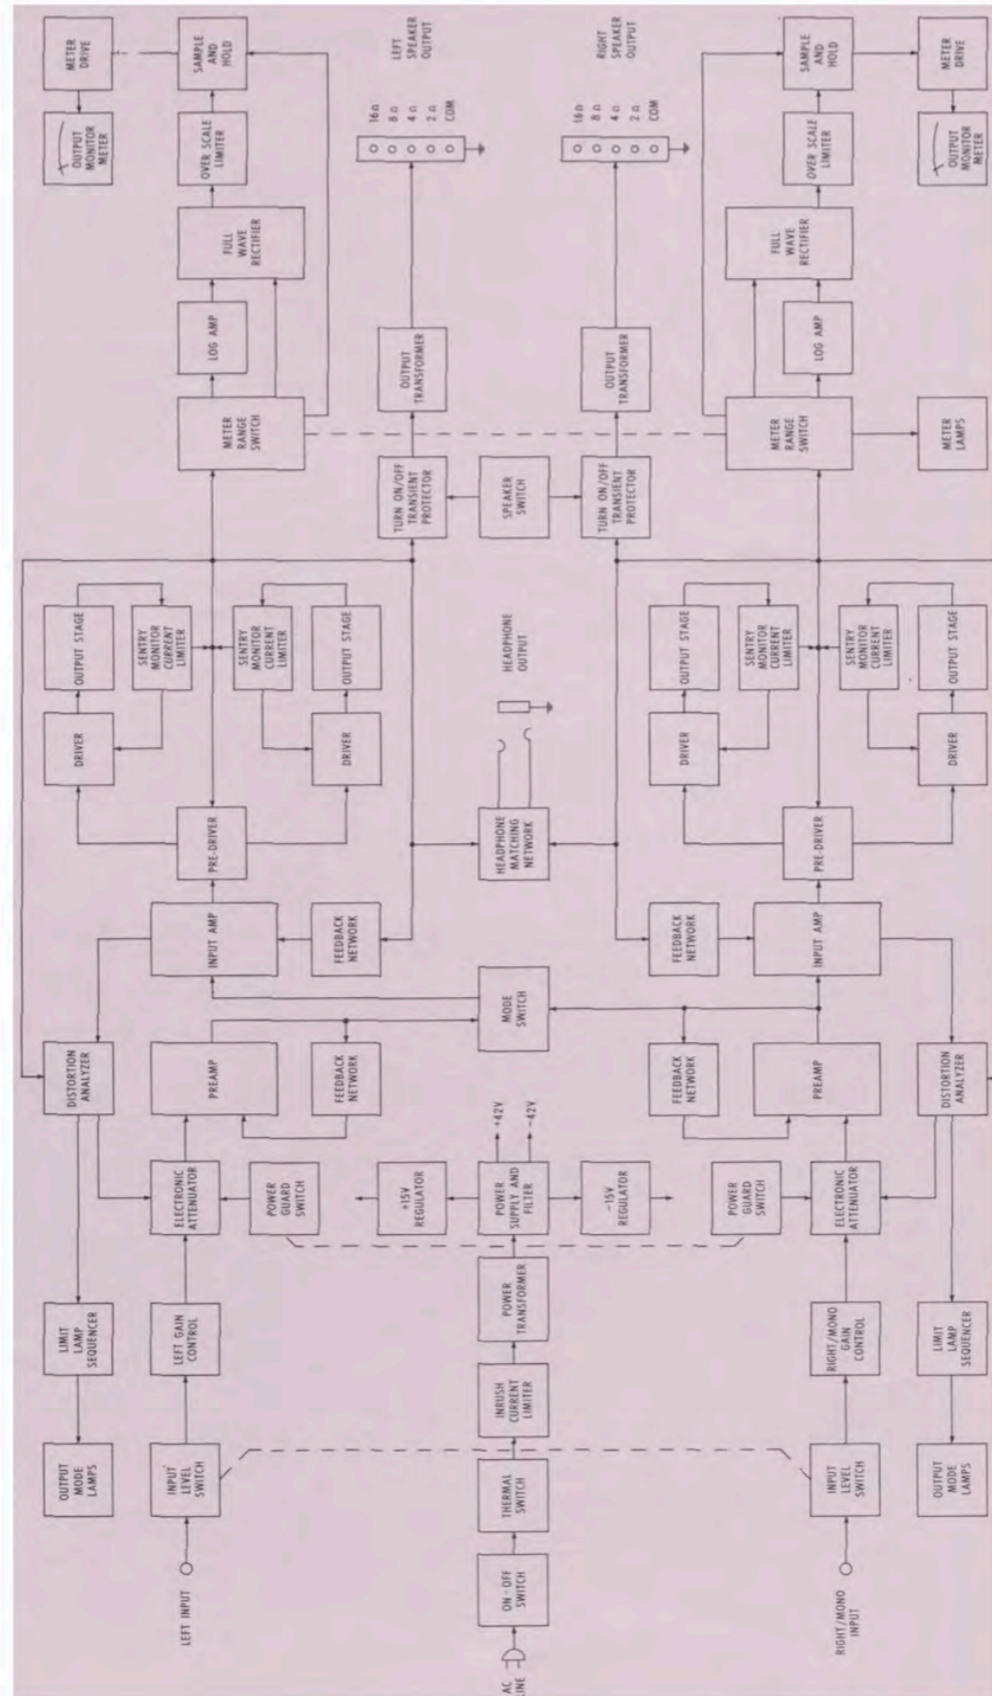 METER
DRIVE
SAMPLE
AND
HOLD
LEFT
SPEAKER
OUTPUT
RIGHT
SPEAKER
OUTPUT
SAMPLE
AND
HOLD
METER
DRIVE
OUTPUT
MONITOR
METER
OVER SCALE
LIMITER
16Ω
8Ω
4Ω
2Ω
COM
16Ω
8Ω
4Ω
2Ω
COM
OVER SCALE
LIMITER
OUTPUT
MONITOR
METER
FULL
WAVE
RECTIFIER
FULL
WAVE
RECTIFIER
LOG AMP
OUTPUT
TRANSFORMER
OUTPUT
TRANSFORMER
LOG AMP
METER
RANGE
SWITCH
METER
RANGE
SWITCH
METER
LAMPS
TURN ON/OFF
TRANSIENT
PROTECTOR
SPEAKER
SWITCH
TURN ON/OFF
TRANSIENT
PROTECTOR
OUTPUT STAGE
SENTRY
MONITOR
CURRENT
LIMITER
SENTRY
MONITOR
CURRENT
LIMITER
OUTPUT STAGE
HEADPHONE
OUTPUT
OUTPUT STAGE
SENTRY
MONITOR
CURRENT
LIMITER
SENTRY
MONITOR
CURRENT
LIMITER
OUTPUT STAGE
DRIVER
DRIVER
DRIVER
DRIVER
PRE-DRIVER
HEADPHONE
MATCHING
NETWORK
PRE-DRIVER
INPUT AMP
FEEDBACK
NETWORK
FEEDBACK
NETWORK
INPUT AMP
MODE
SWITCH
DISTORTION
ANALYZER
PREAMP
FEEDBACK
NETWORK
FEEDBACK
NETWORK
PREAMP
DISTORTION
ANALYZER
+42V
-42V
ELECTRONIC
ATTENUATOR
POWER
GUARD
SWITCH
+15V
REGULATOR
POWER
SUPPLY AND
FILTER
-15V
REGULATOR
POWER
GUARD
SWITCH
ELECTRONIC
ATTENUATOR
LIMIT
LAMP
SEQUENCER
LEFT GAIN
CONTROL
POWER
TRANSFORMER
RIGHT/MONO
GAIN
CONTROL
LIMIT
LAMP
SEQUENCER
INRUSH
CURRENT
LIMITER
OUTPUT
MODE
LAMPS
INPUT
LEVEL
SWITCH
THERMAL
SWITCH
INPUT
LEVEL
SWITCH
OUTPUT
MODE
LAMPS
ON-OFF
SWITCH
LEFT INPUT
RIGHT/MONO
INPUT
AC
LINE